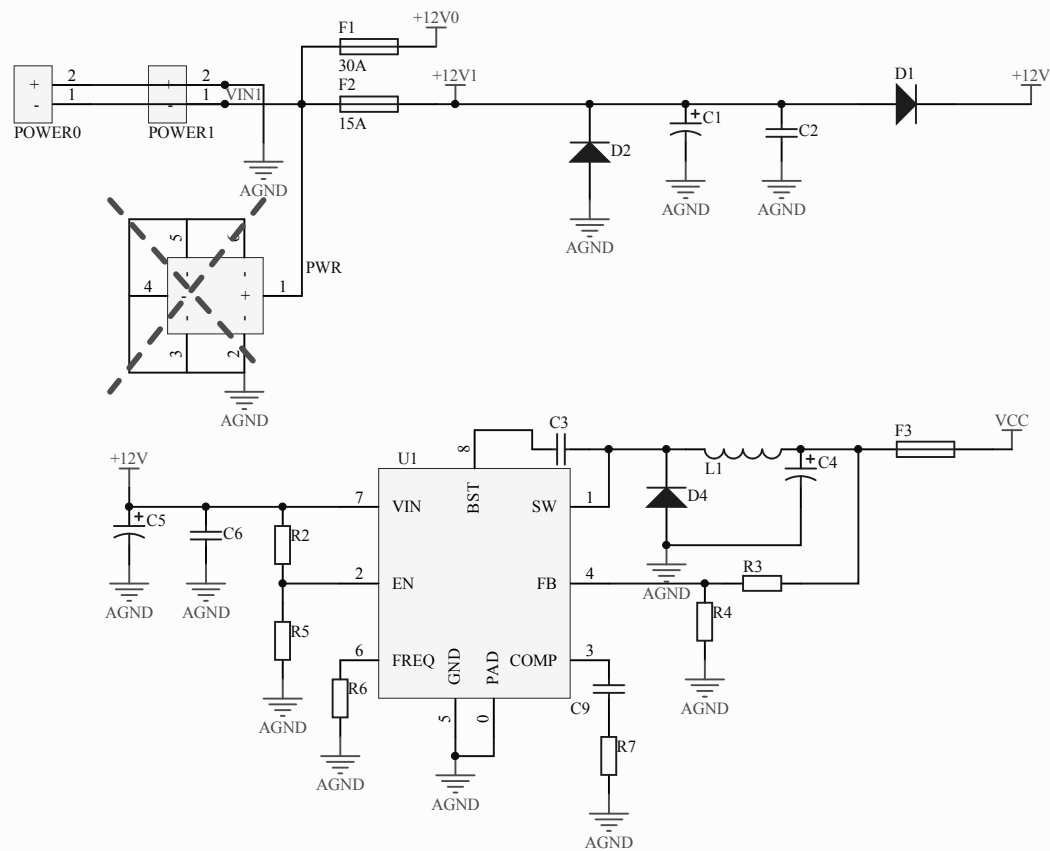 +12V0
F1
30A
+12V1
F2
15A
D1
+12V
+
-
2
1
POWER0
+
-
2
1
VIN1
POWER1
D2
+ C1
C2
AGND
AGND
AGND
AGND
5
6
PWR
4
-
-
-
+
1
-
-
3
2
AGND
VCC
C3
F3
8
L1
+ C4
U1
+12V
7
VIN
BST
SW
1
D4
+ C5
C6
R2
AGND
AGND
2
EN
FB
4
R3
AGND
R4
R5
6
FREQ
GND
PAD
COMP
3
AGND
R6
C9
AGND
5
0
R7
AGND
AGND
AGND